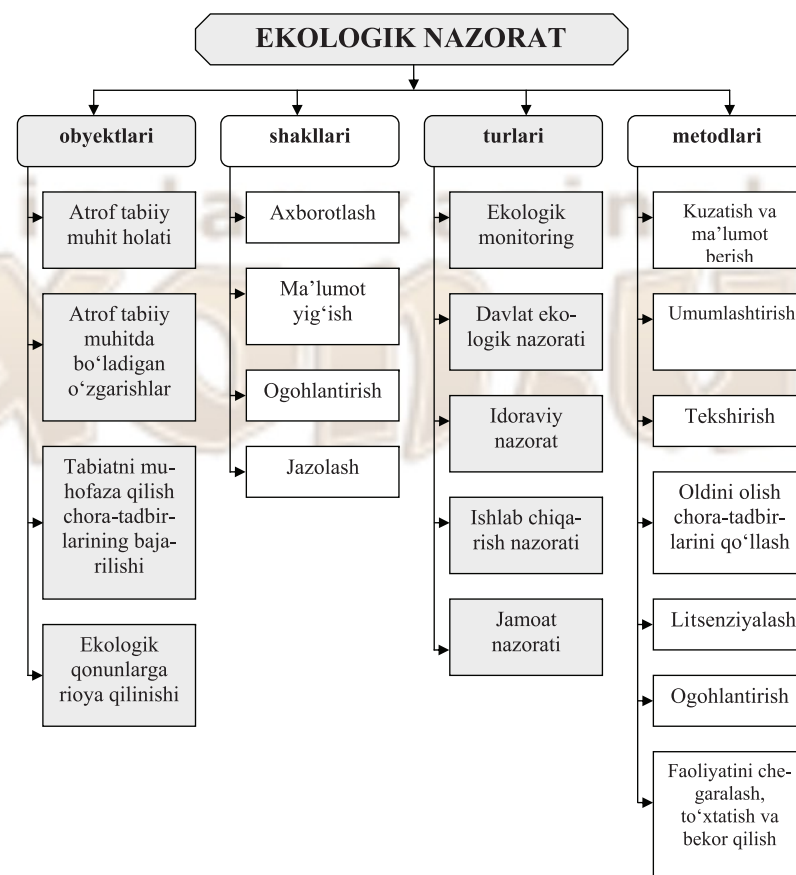 EKOLOGIK NAZORAT
obyektlari
Atrof tabiiy
muhit holati
Atrof tabiiy
muhitda
bo‘ladigan
o’zgarishlar
Tabiatni mu-
hofaza qilish
chora-tadbir-
larining baja-
rilishi
Ekologik
qonunlarga
rioya qilinishi
shakllari
Axborotlash
Ma’lumot
yig‘ish
Ogohlantirish
Jazolash
turlari
Ekologik
monitoring
Davlat eko-
logik nazorati
Idoraviy
nazorat
Ishlab chiqa-
rish nazorati
Jamoat
nazorati
metodlari
Kuzatish va
ma’lumot
berish
Umumlashtirish
Tekshirish
Oldini olish
chora-tadbir-
larini qo‘llash
Litsenziyalash
Ogohlantirish
Faoliyatini che-
garalash,
to‘xtatish va
bekor qilish